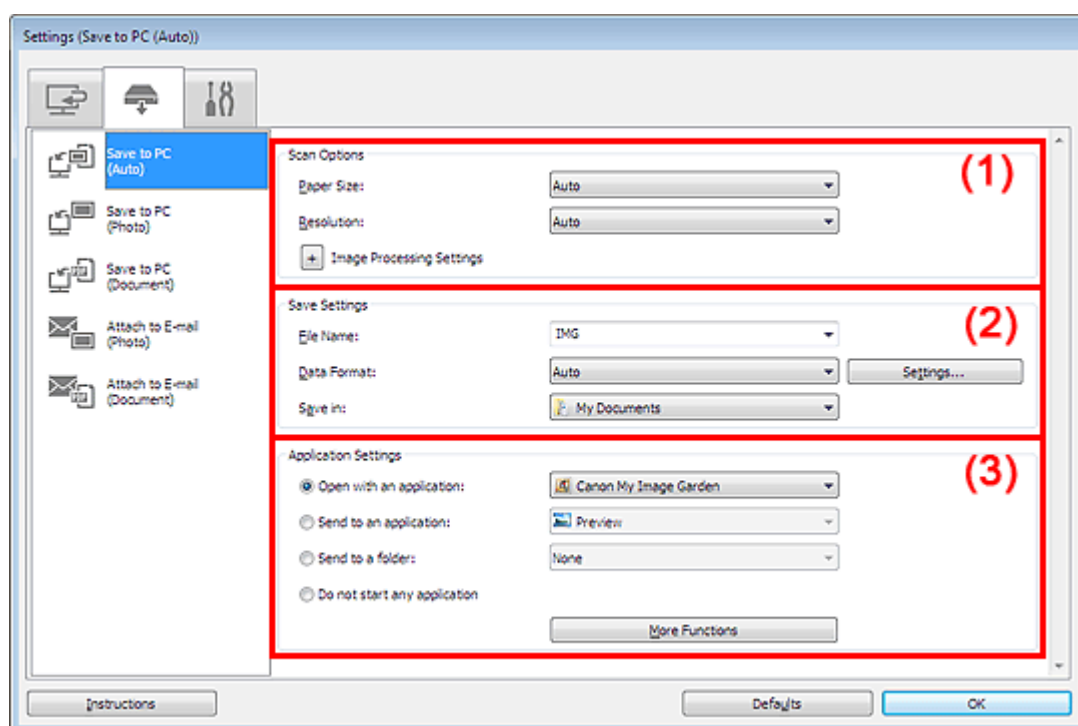 Settings (Save to PC (Auto))
Save to PC
(Auto)
Save to PC
(Photo)
Save to PC
(Document)
Attach to E-mail
(Photo)
Attach to E-mail
(Document)
Scan Options
(1)
Paper Size:
Auto
Resolution:
Auto
+ Image Processing Settings
Save Settings
(2)
File Name:
IMG
Data Format:
Auto
Settings...
Save in:
My Documents
Application Settings
(3)
Open with an application:
Canon My Image Garden
Send to an application:
Preview
Send to a folder:
None
Do not start any application
More Functions
Instructions
Defaults
OK